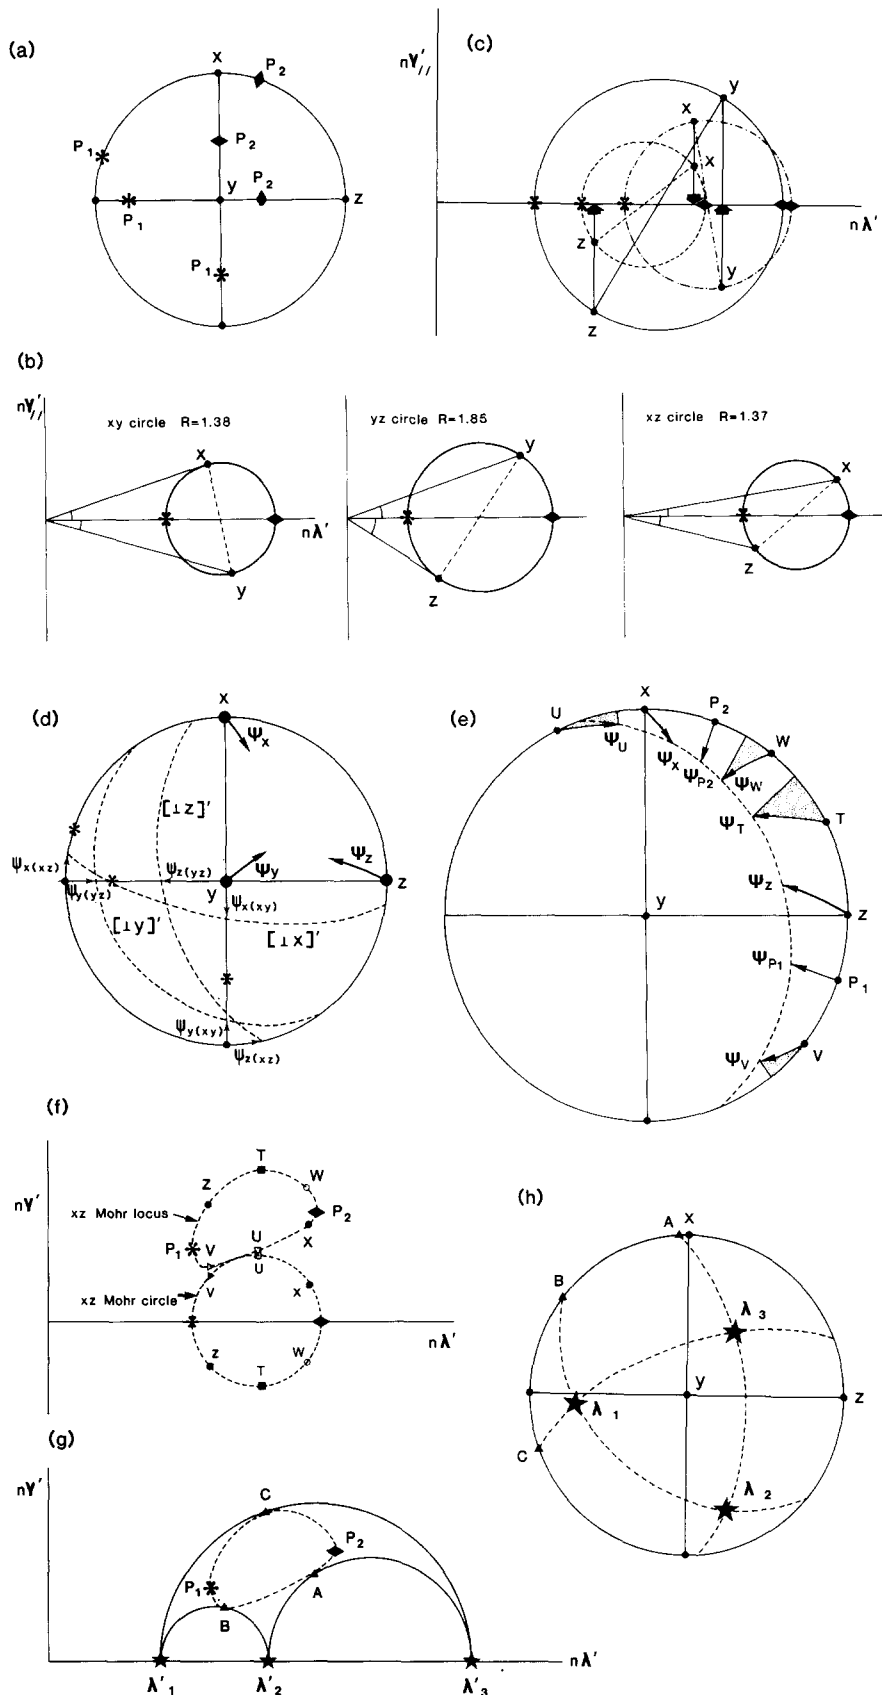 (a)
x
P₂
P₁
P₂
P₂
y
z
P₁
P₁
(c)
nγ′//
y
x
x
z
y
z
nλ′
(b)
nγ′//
xy circle R=1.38
x
y
nλ′
yz circle R=1.85
y
z
xz circle R=1.37
x
z
(d)
x
ψx
[⊥z]′
ψx(xz)
ψy(yz)
ψz(yz)
y
ψy
ψz
z
ψx(xy)
[⊥y]′
[⊥x]′
ψy(xy)
ψz(xz)
(e)
U
x
P₂
W
ψU
ψx
ψP2
ψW
ψT
T
ψz
y
z
ψP1
P₁
ψV
V
(f)
nγ′
T
Z
W
xz Mohr locus
P₂
P₁
V
U
X
U
V
xz Mohr circle
x
nλ′
z
T
W
(g)
nγ′
C
P₂
P₁
A
B
nλ′
λ′₁
λ′₂
λ′₃
(h)
A
x
B
λ₃
y
z
λ₁
C
λ₂